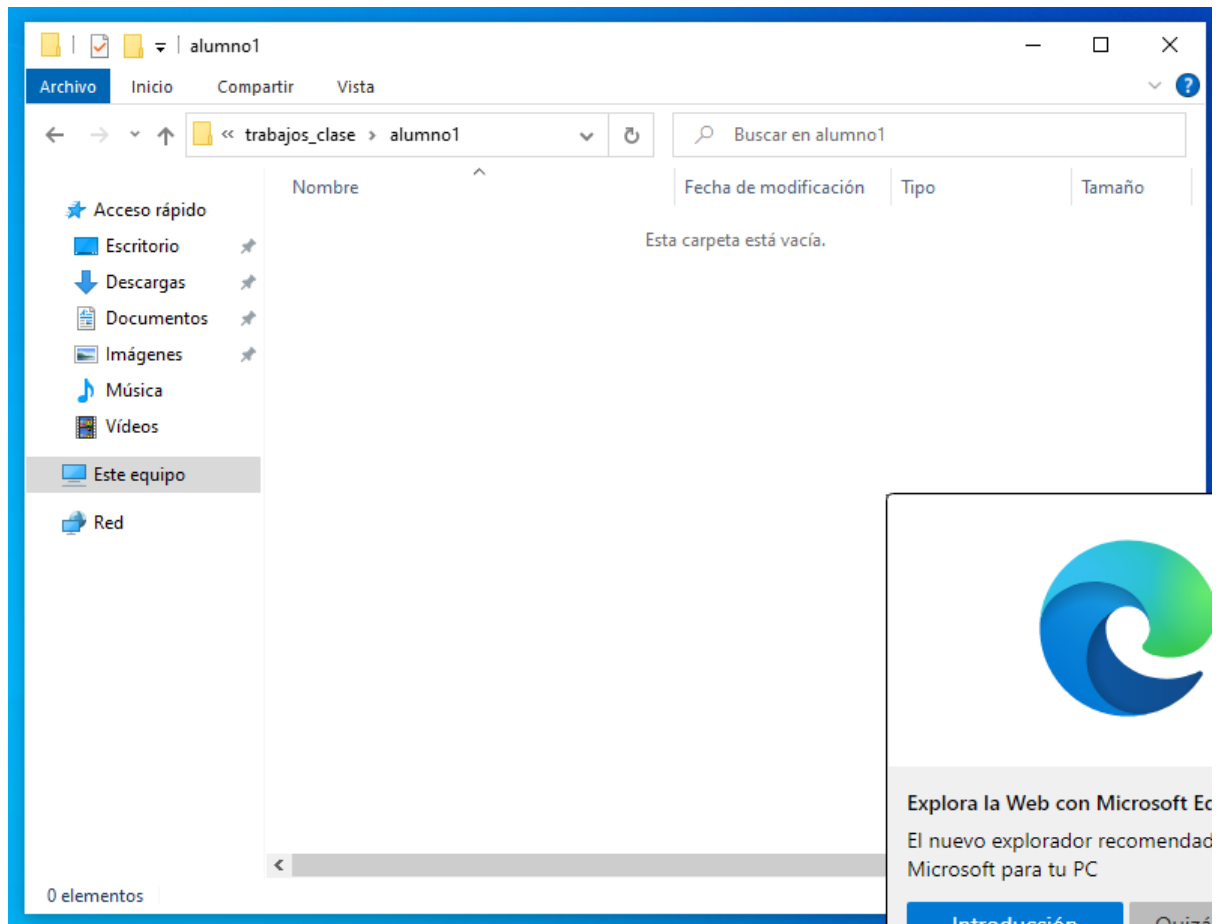 alumno1
Archivo Inicio Compartir Vista
« trabajos_clase › alumno1 Buscar en alumno1
Nombre Fecha de modificación Tipo Tamaño
Esta carpeta está vacía.
Acceso rápido
Escritorio
Descargas
Documentos
Imágenes
Música
Vídeos
Este equipo
Red
Explora la Web con Microsoft
El nuevo explorador
Microsoft para tu PC
Introducción
0 elementos